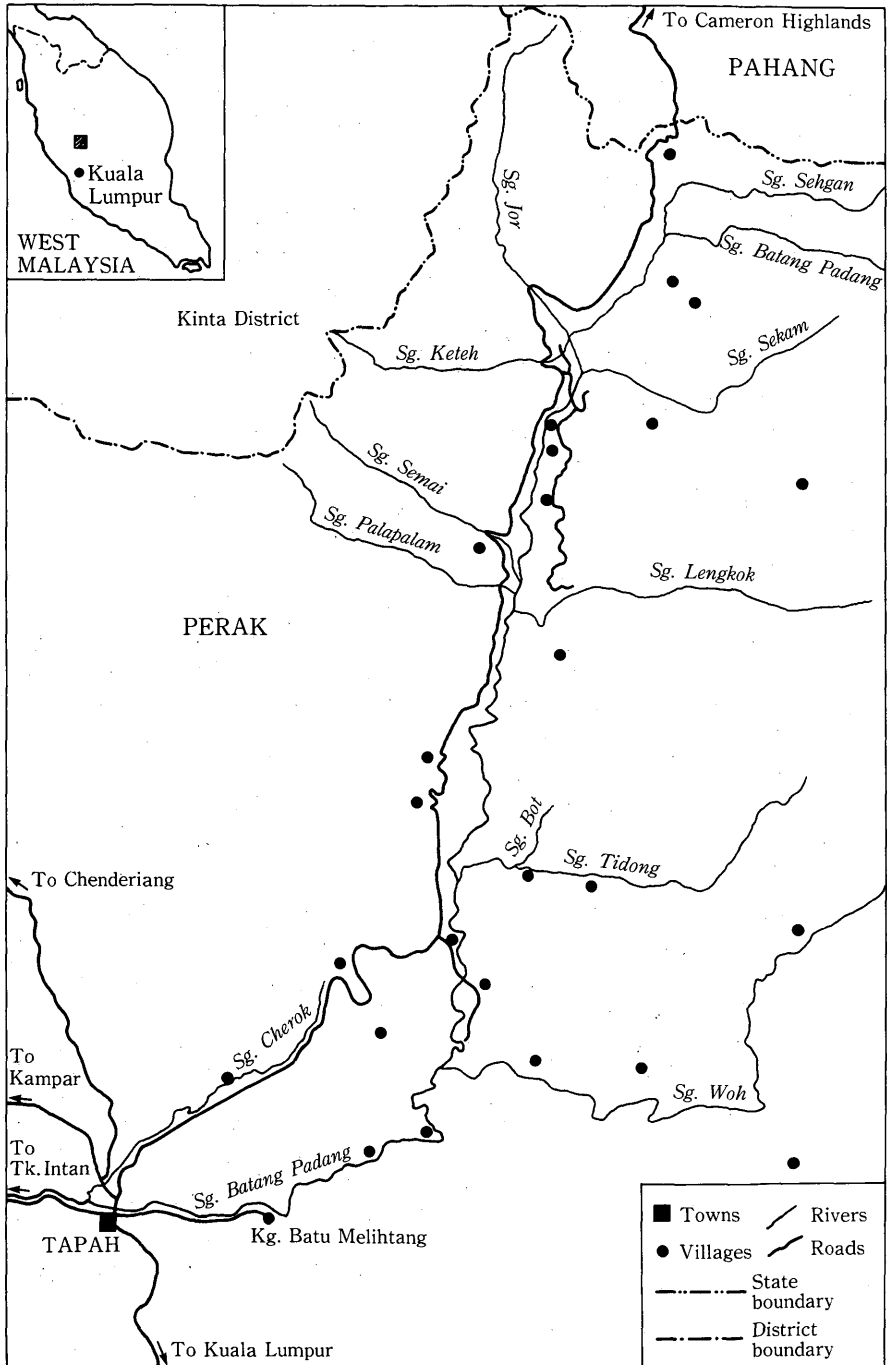 To Cameron Highlands
PAHANG
Kuala
Lumpur
WEST
MALAYSIA
Sg. Jor
Sg. Sehgan
Sg. Batang Padang
Kinta District
Sg. Keteh
Sg. Sekam
Sg. Semai
Sg. Palapalam
Sg. Lengkok
PERAK
Sg. Bot
Sg. Tidong
To Chenderiang
Sg. Cherok
To
Kampar
Sg. Woh
To
Tk. Intan
Sg. Batang Padang
TAPAH
Kg. Batu Melihtang
To Kuala Lumpur
Towns
Rivers
Villages
Roads
State
boundary
District
boundary